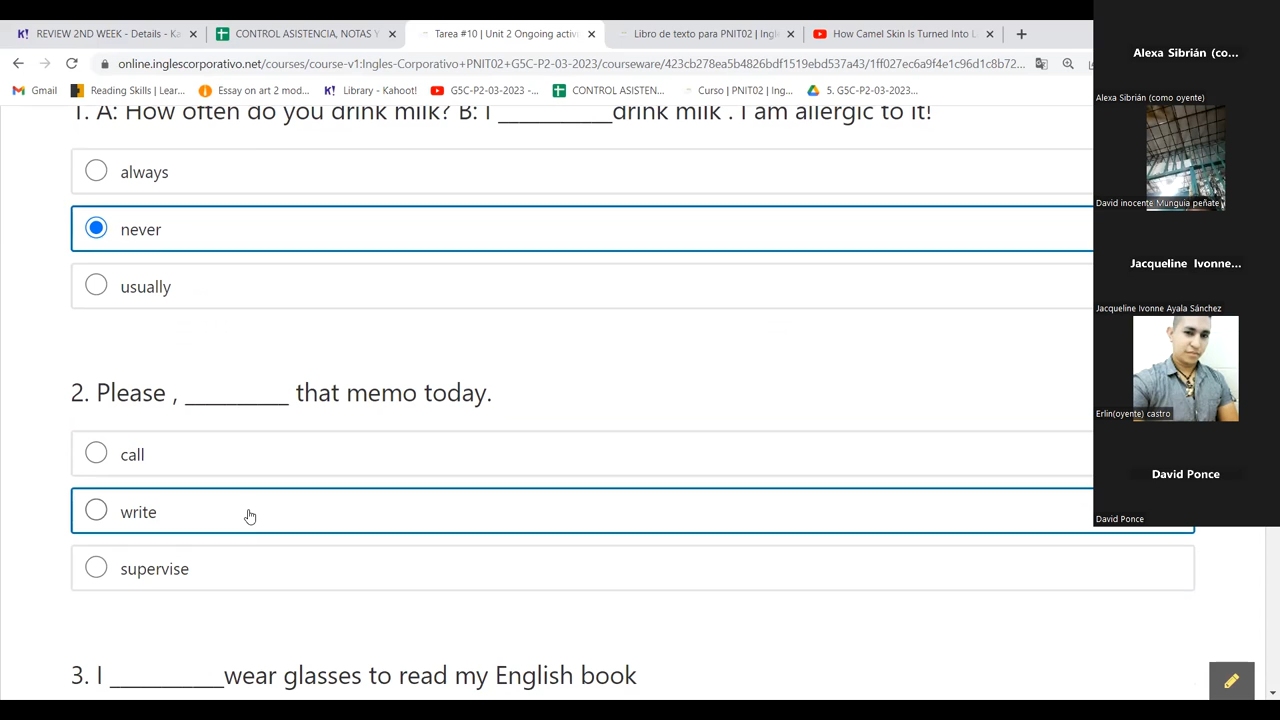 REVIEW 2ND WEEK - Details - Ka
CONTROL ASISTENCIA, NOTAS Y
Tarea #10 | Unit 2 Ongoing activi
Libro de texto para PNIT02 | Ingl
How Camel Skin Is Turned Into L
online.inglescorporativo.net/courses/course-v1:Ingles-Corporativo+PNIT02+G5C-P2-03-2023/courseware/423cb278ea5b4826bdf1519ebd537a43/1ff027ec6a9f4e1c96d1c8b72...
Gmail
Reading Skills | Lear...
Essay on art 2 mod...
Library - Kahoot!
G5C-P2-03-2023 -...
CONTROL ASISTEN...
Curso | PNIT02 | Ing...
5. G5C-P2-03-2023...
1. A: How often do you drink milk? B: I ___________drink milk . I am allergic to it!
always
never
usually
2. Please , __________ that memo today.
call
write
supervise
3. I ___________wear glasses to read my English book
Alexa Sibrián (co...
Alexa Sibrián (como oyente)
David inocente Munguia peñate
Jacqueline Ivonne...
Jacqueline Ivonne Ayala Sánchez
Erlin(oyente) castro
David Ponce
David Ponce